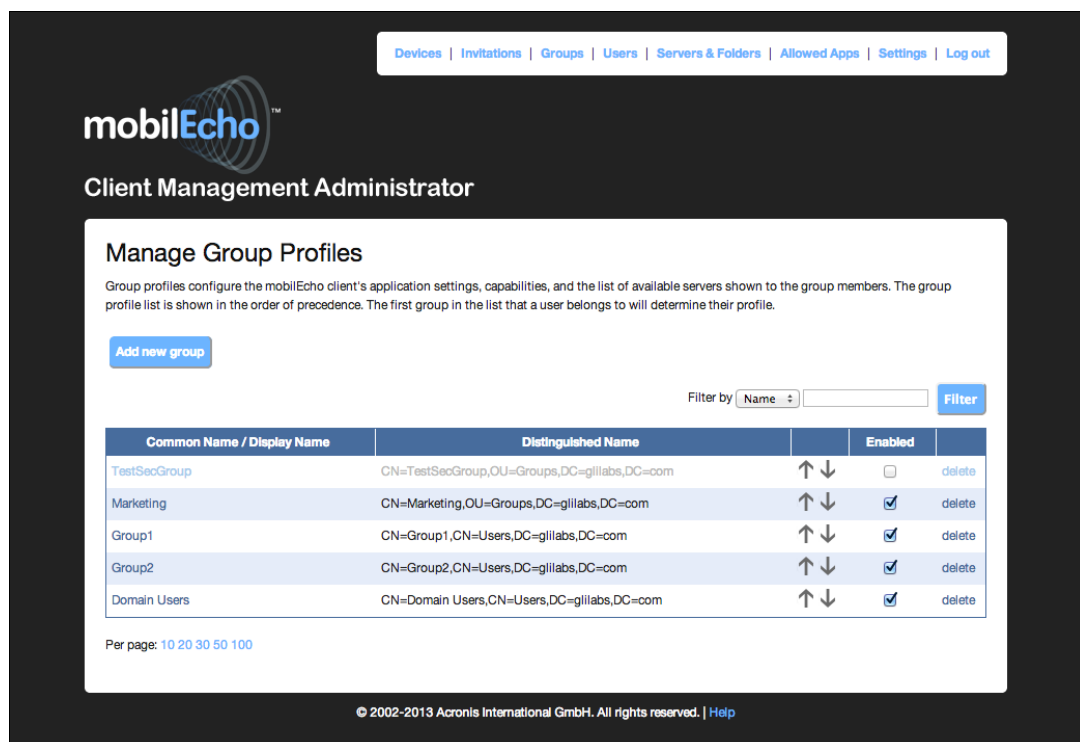 Devices | Invitations | Groups | Users | Servers & Folders | Allowed Apps | Settings | Log out
mobilEcho™
Client Management Administrator
Manage Group Profiles
Group profiles configure the mobilEcho client's application settings, capabilities, and the list of available servers shown to the group members. The group
profile list is shown in the order of precedence. The first group in the list that a user belongs to will determine their profile.
Add new group
Filter by Name Filter
Common Name / Display Name Distinguished Name Enabled
TestSecGroup CN=TestSecGroup,OU=Groups,DC=glilabs,DC=com delete
Marketing CN=Marketing,OU=Groups,DC=glilabs,DC=com delete
Group1 CN=Group1,CN=Users,DC=glilabs,DC=com delete
Group2 CN=Group2,CN=Users,DC=glilabs,DC=com delete
Domain Users CN=Domain Users,CN=Users,DC=glilabs,DC=com delete
Per page: 10 20 30 50 100
© 2002-2013 Acronis International GmbH. All rights reserved. | Help